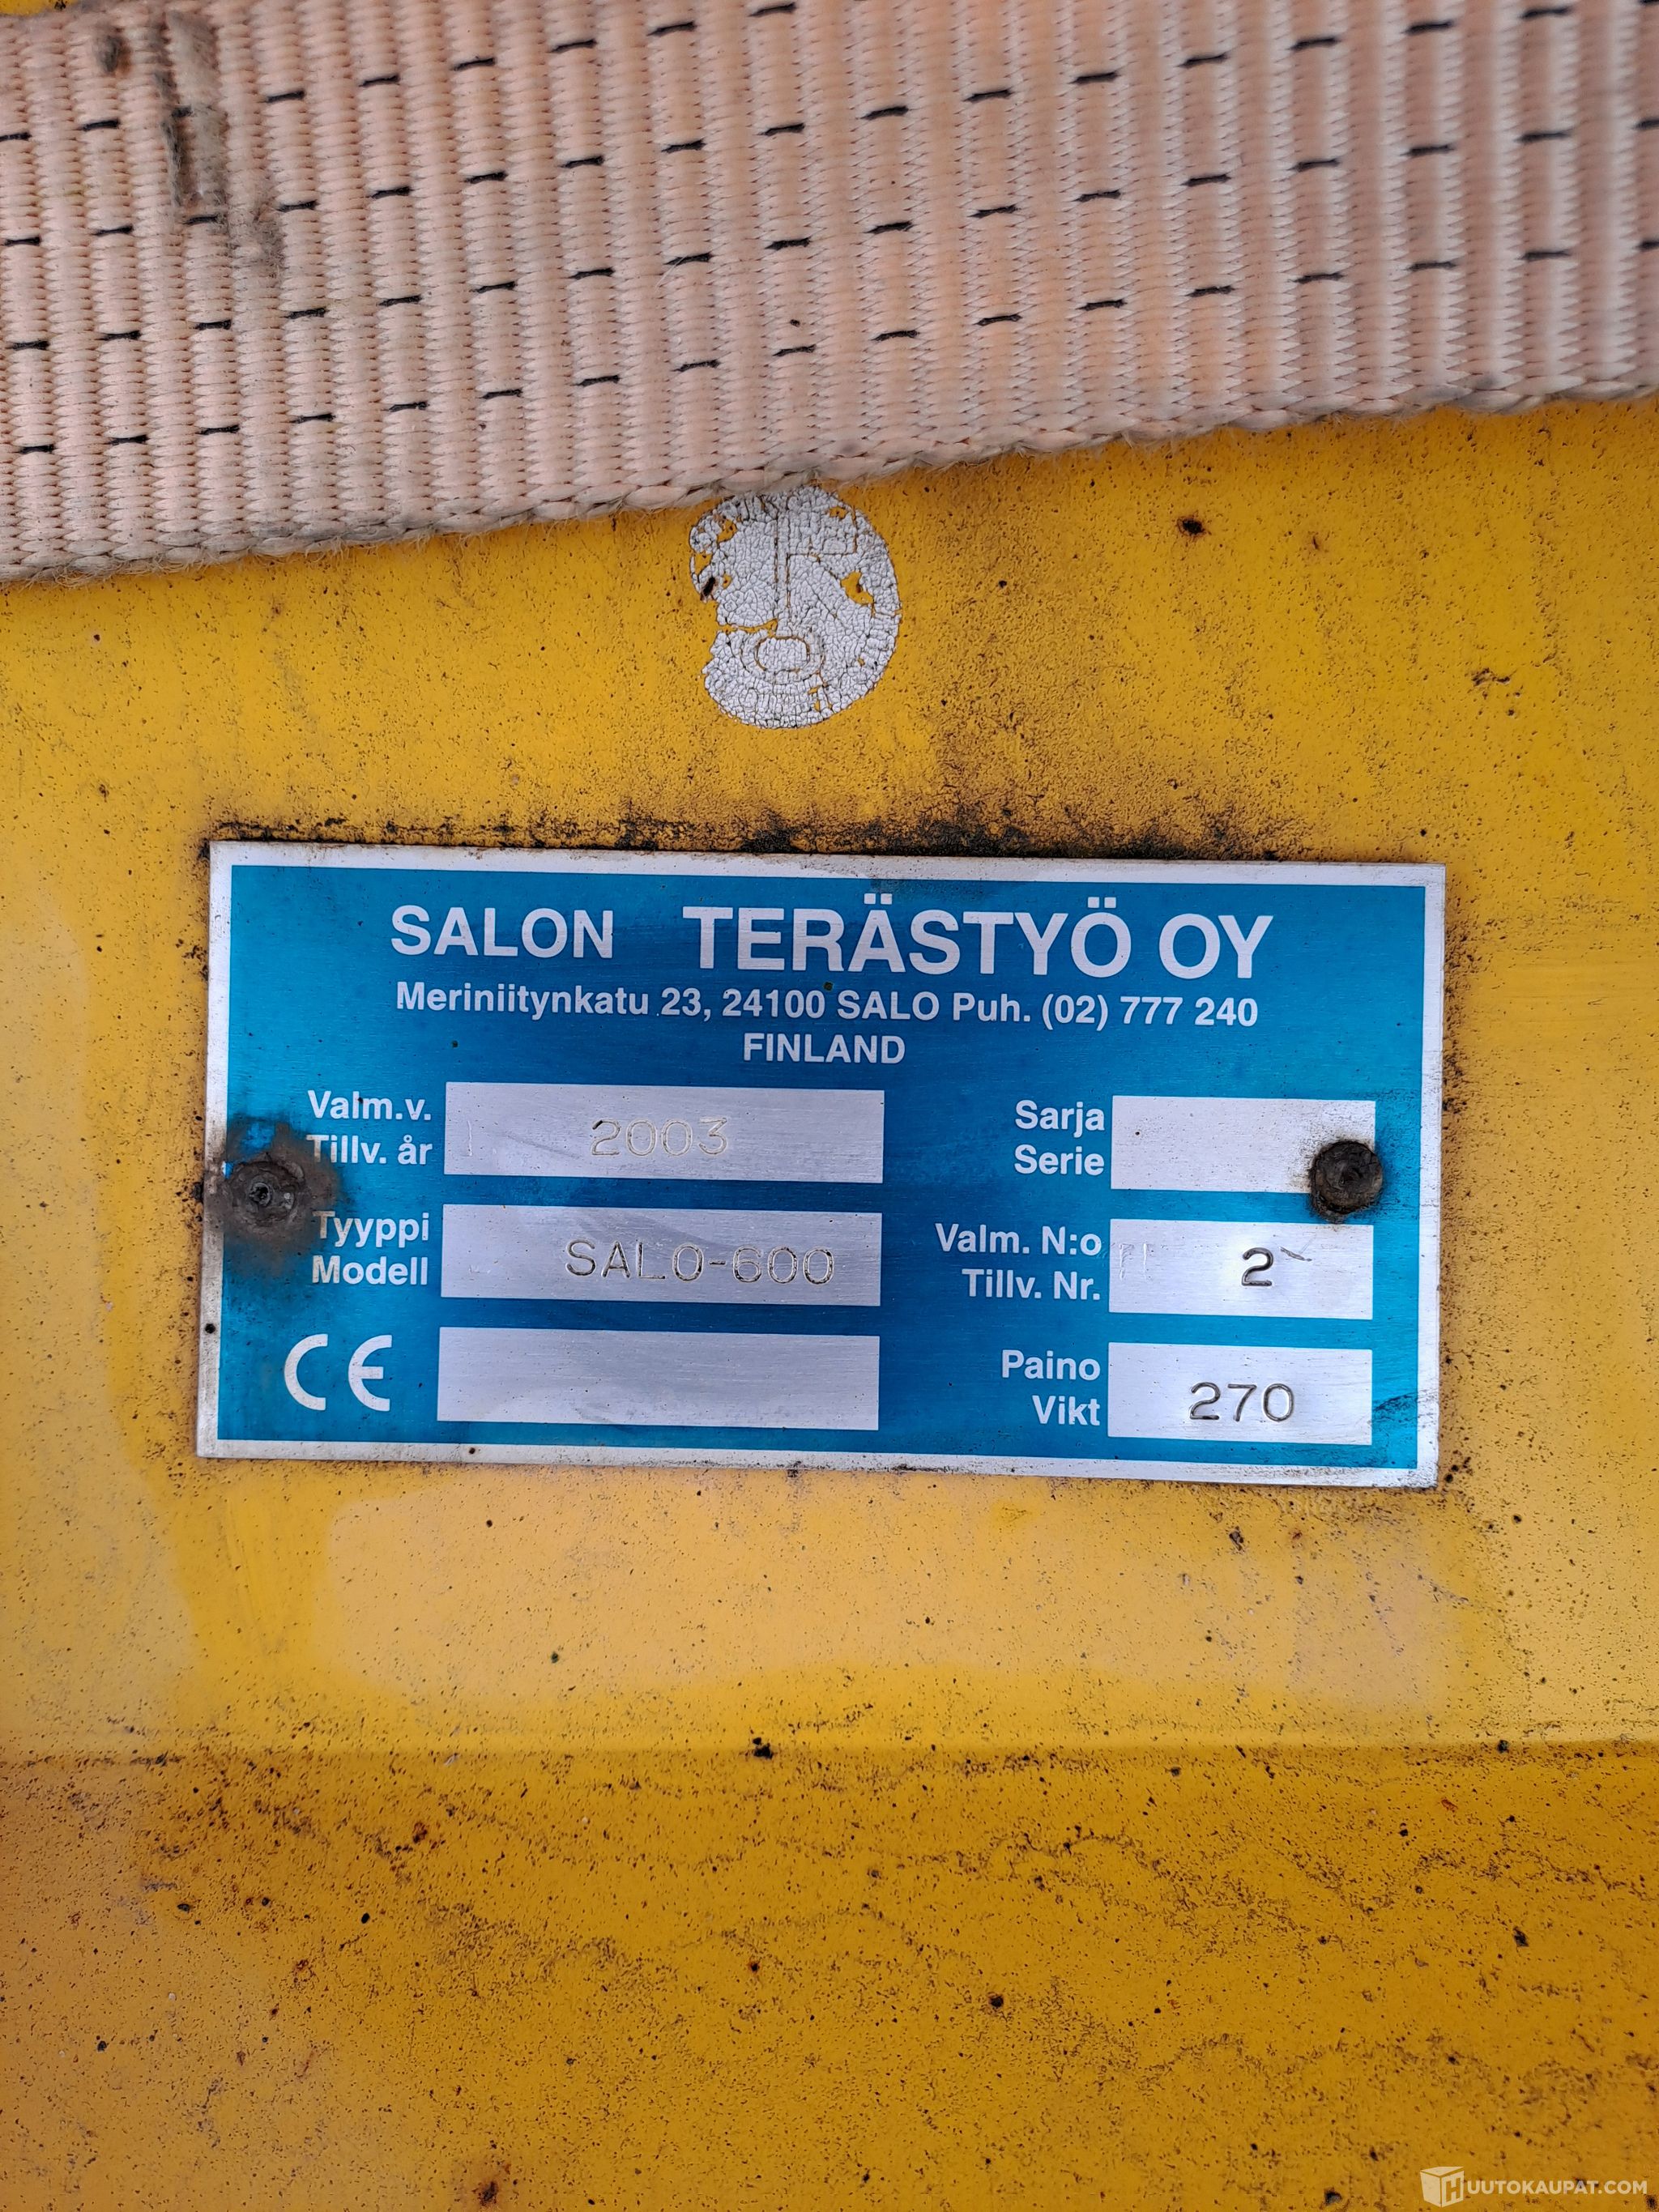 SALON TERÄSTYÖ OY
Meriniitynkatu 23, 24100 SALO Puh. (02) 777 240
FINLAND
Valm.v.
Tillv. år
2003
Sarja
Serie
Tyyppi
Modell
SALO-600
Valm. N:o
Tillv. Nr.
2
CE
Paino
Vikt
270
HUUTOKAUPAT.COM